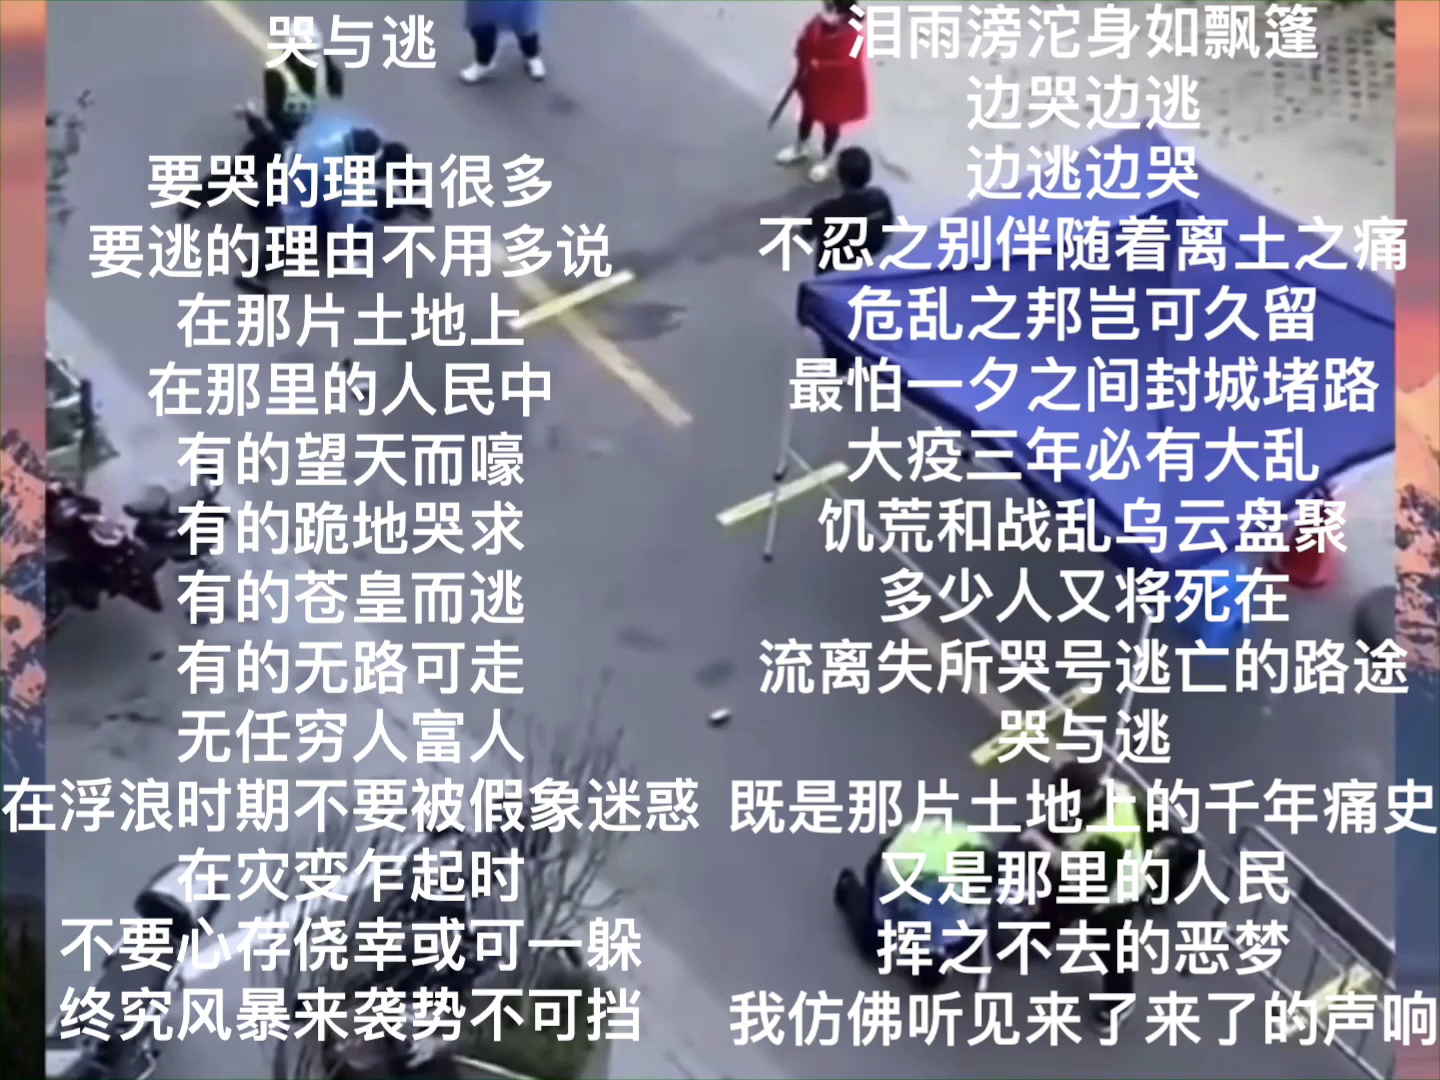 哭与逃
要哭的理由很多
要逃的理由不用多说
在那片土地上
在那里的人民中
有的望天而嚎
有的跪地哭求
有的苍皇而逃
有的无路可走
无任穷人富人
在浮浪时期不要被假象迷惑
在灾变乍起时
不要心存侥幸或可一躲
终究风暴来袭势不可挡
泪雨滂沱身如飘篷
边哭边逃
边逃边哭
不忍之别伴随着离土之痛
危乱之邦岂可久留
最怕一夕之间封城堵路
大疫三年必有大乱
饥荒和战乱乌云盘聚
多少人又将死在
流离失所哭号逃亡的路途
哭与逃
既是那片土地上的千年痛史
又是那里的人民
挥之不去的恶梦
我仿佛听见来了来了的声响